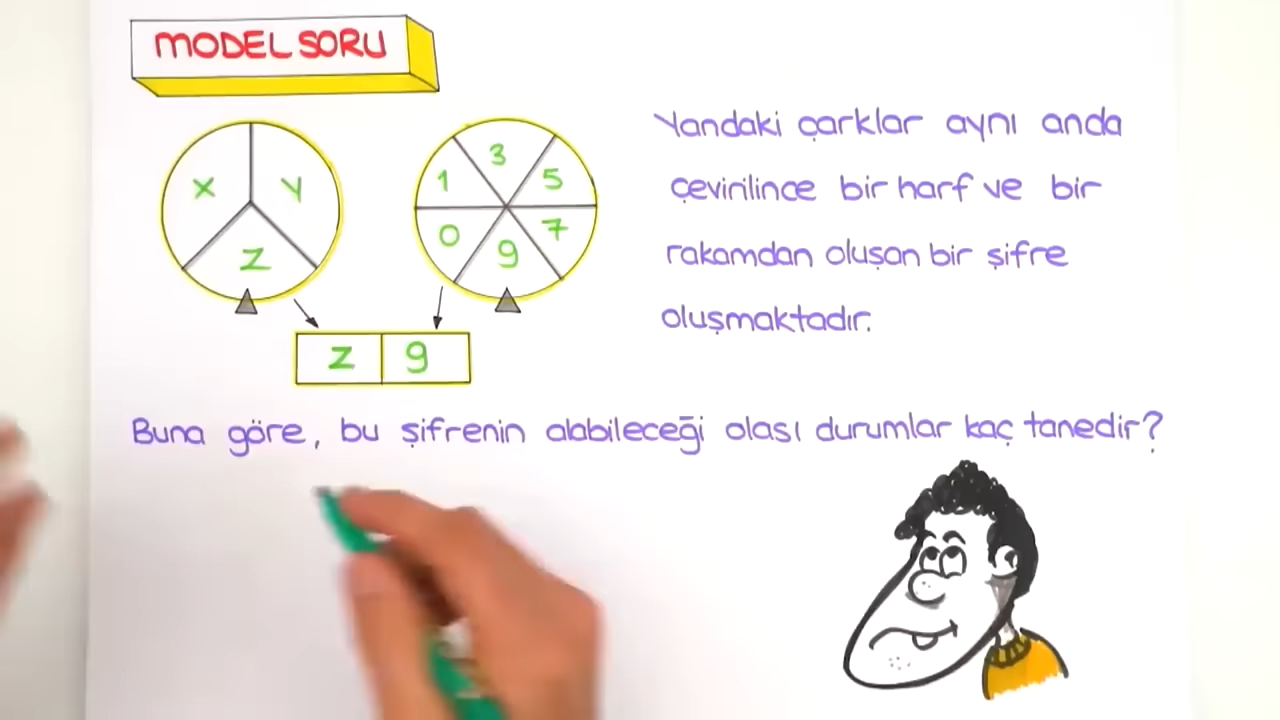 MODEL SORU
X Y Z
1 3 5 0 9 7
Z 9
Yandaki çarklar aynı anda
çevirilince bir harf ve bir
rakamdan oluşan bir şifre
oluşmaktadır.
Buna göre, bu şifrenin alabileceği olası durumlar kaç tanedir?